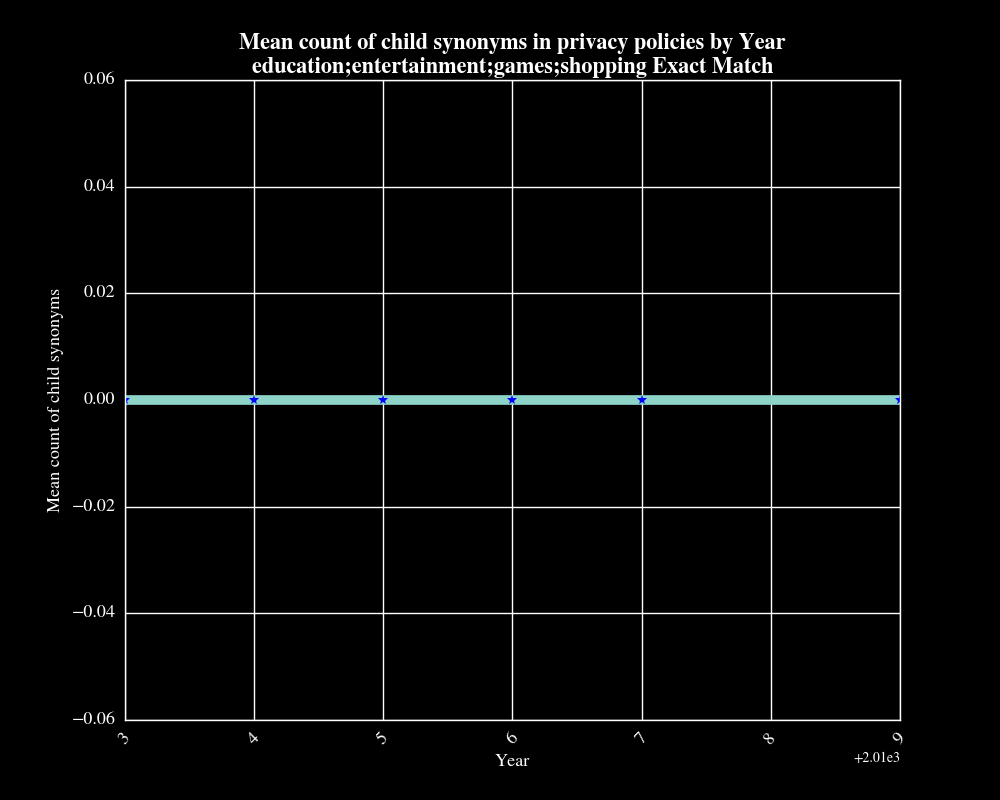 Mean count of child synonyms in privacy policies by Year
education;entertainment;games;shopping Exact Match
0.06
0.04
0.02
0.00
−0.02
−0.04
−0.06
Mean count of child synonyms
3 4 5 6 7 8 9
Year
+2.01e3